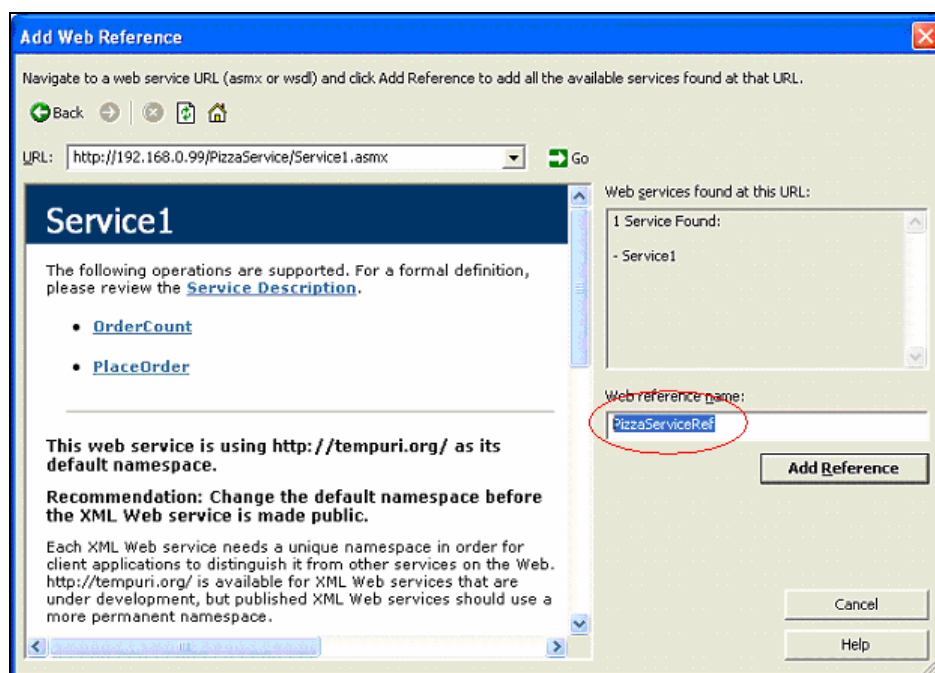 Add Web Reference
Navigate to a web service URL (asmx or wsdl) and click Add Reference to add all the available services found at that URL.
Back
URL: http://192.168.0.99/PizzaService/Service1.asmx Go
Service1
The following operations are supported. For a formal definition,
please review the Service Description.
• OrderCount
• PlaceOrder
This web service is using http://tempuri.org/ as its
default namespace.
Recommendation: Change the default namespace before
the XML Web service is made public.
Each XML Web service needs a unique namespace in order for
client applications to distinguish it from other services on the Web.
http://tempuri.org/ is available for XML Web services that are
under development, but published XML Web services should use a
more permanent namespace.
Web services found at this URL:
1 Service Found:
- Service1
Web reference name:
PizzaServiceRef
Add Reference
Cancel
Help